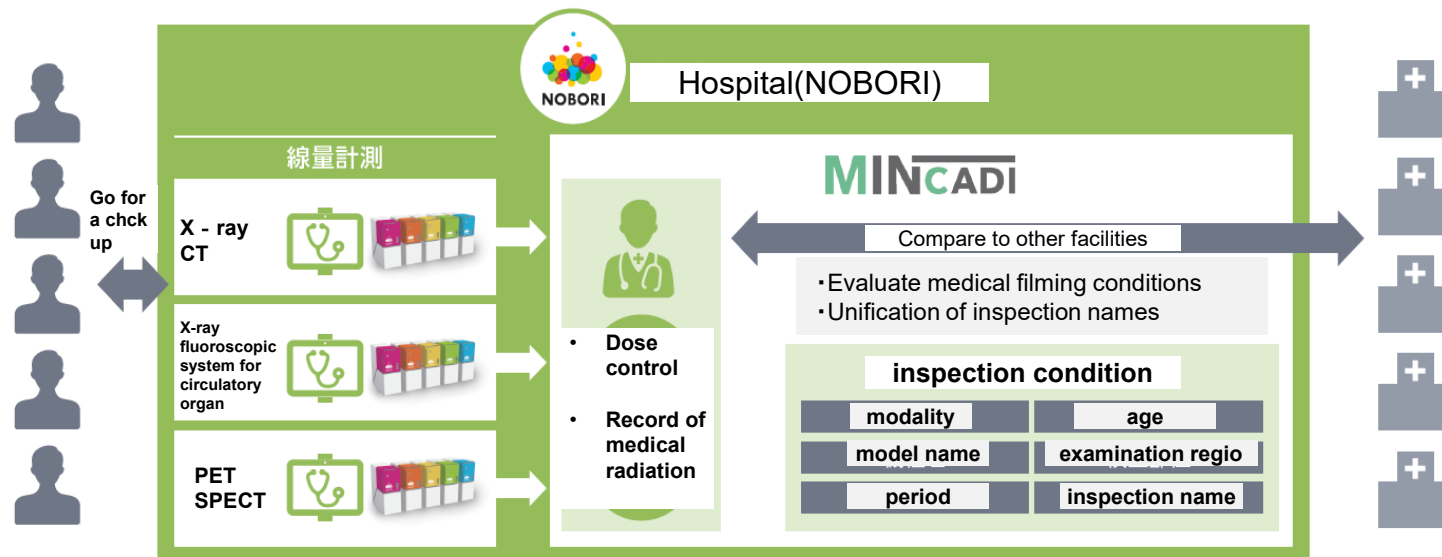 NOBORI
Hospital(NOBORI)
線量計測
Go for
a chck
up
X - ray
CT
X-ray
fluoroscopic
system for
circulatory
organ
PET
SPECT
• Dose
control
• Record of
medical
radiation
MINCADI
Compare to other facilities
・Evaluate medical filming conditions
・Unification of inspection names
inspection condition
modality
age
model name
examination regio
period
inspection name